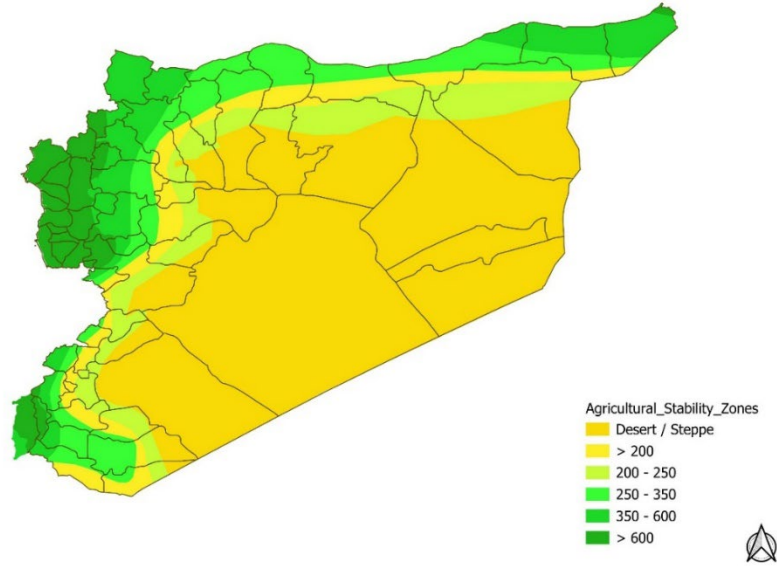 Agricultural_Stability_Zones
Desert / Steppe
> 200
200 - 250
250 - 350
350 - 600
> 600